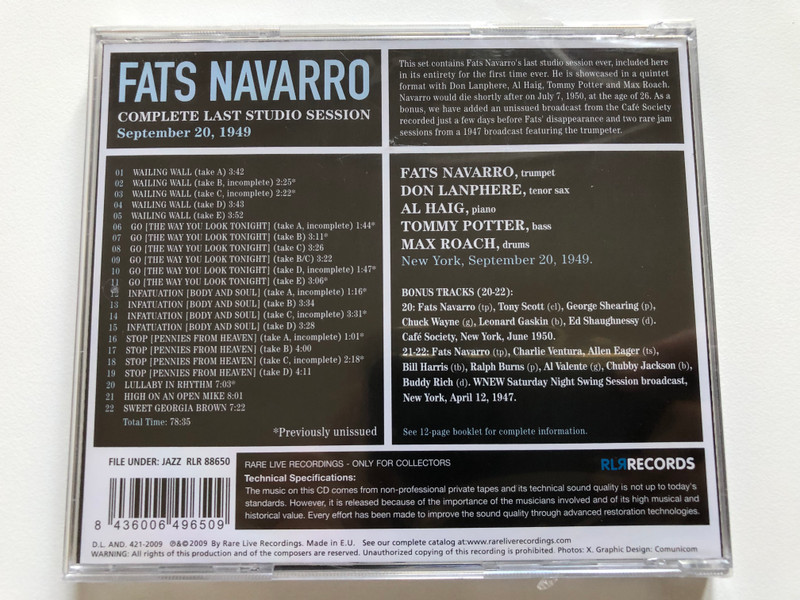 FATS NAVARRO
COMPLETE LAST STUDIO SESSION
September 20, 1949
This set contains Fats Navarro's last studio session ever, included here
in its entirety for the first time ever. He is showcased in a quintet
format with Don Lanphere, Al Haig, Tommy Potter and Max Roach.
Navarro would die shortly after on July 7, 1950, at the age of 26. As a
bonus, we have added an unissued broadcast from the Café Society
recorded just a few days before Fats' disappearance and two rare jam
sessions from a 1947 broadcast featuring the trumpeter.
01 WAILING WALL (take A) 3:42
02 WAILING WALL (take B, incomplete) 2:25*
03 WAILING WALL (take C, incomplete) 2:22*
04 WAILING WALL (take D) 3:43
05 WAILING WALL (take E) 3:52
06 GO [THE WAY YOU LOOK TONIGHT] (take A, incomplete) 1:44*
07 GO [THE WAY YOU LOOK TONIGHT] (take B) 3:11*
08 GO [THE WAY YOU LOOK TONIGHT] (take C) 3:26
09 GO [THE WAY YOU LOOK TONIGHT] (take B/C) 3:22
10 GO [THE WAY YOU LOOK TONIGHT] (take D, incomplete) 1:47*
11 GO [THE WAY YOU LOOK TONIGHT] (take E) 3:06*
12 INFATUATION [BODY AND SOUL] (take A, incomplete) 1:16*
13 INFATUATION [BODY AND SOUL] (take B) 3:34
14 INFATUATION [BODY AND SOUL] (take C, incomplete) 3:31*
15 INFATUATION [BODY AND SOUL] (take D) 3:28
16 STOP [PENNIES FROM HEAVEN] (take A, incomplete) 1:01*
17 STOP [PENNIES FROM HEAVEN] (take B) 4:00
18 STOP [PENNIES FROM HEAVEN] (take C, incomplete) 2:18*
19 STOP [PENNIES FROM HEAVEN] (take D) 4:11
20 LULLABY IN RHYTHM 7:03*
21 HIGH ON AN OPEN MIKE 8:01
22 SWEET GEORGIA BROWN 7:22
Total Time: 78:35
*Previously unissued
FATS NAVARRO, trumpet
DON LANPHERE, tenor sax
AL HAIG, piano
TOMMY POTTER, bass
MAX ROACH, drums
New York, September 20, 1949.
BONUS TRACKS (20-22):
20: Fats Navarro (tp), Tony Scott (cl), George Shearing (p),
Chuck Wayne (g), Leonard Gaskin (b), Ed Shaughnessy (d).
Café Society, New York, June 1950.
21-22: Fats Navarro (tp), Charlie Ventura, Allen Eager (ts),
Bill Harris (tb), Ralph Burns (p), Al Valente (g), Chubby Jackson (b),
Buddy Rich (d). WNEW Saturday Night Swing Session broadcast,
New York, April 12, 1947.
See 12-page booklet for complete information.
FILE UNDER: JAZZ RLR 88650
8 436006 496509
RARE LIVE RECORDINGS - ONLY FOR COLLECTORS
RLRRECORDS
Technical Specifications:
The music on this CD comes from non-professional private tapes and its technical sound quality is not up to today's
standards. However, it is released because of the importance of the musicians involved and of its high musical and
historical value. Every effort has been made to improve the sound quality through advanced restoration technologies.
D.L. AND. 421-2009 ℗&©2009 By Rare Live Recordings. Made in E.U. See our complete catalog at:www.rareliverecordings.com
WARNING: All rights of this production and of the composers are reserved. Unauthorized copying of this recording is prohibited. Photos: X. Graphic Design: Comunicom